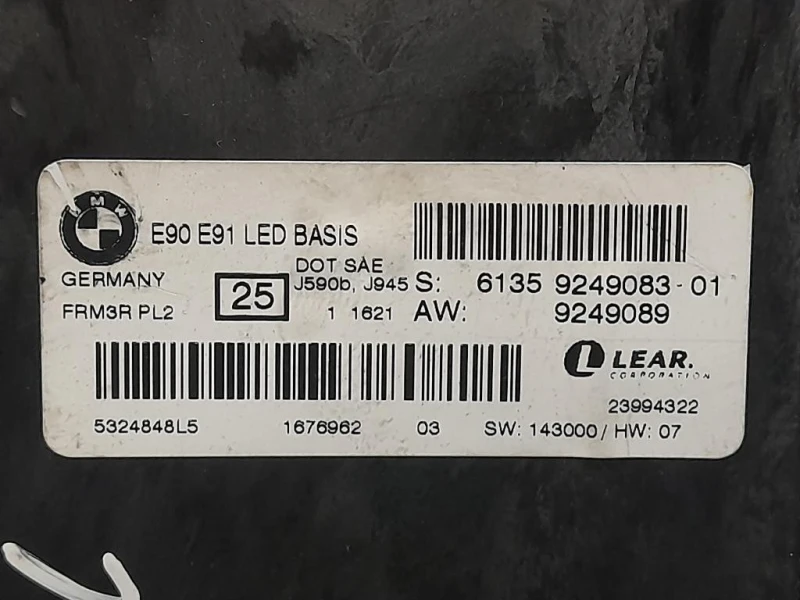 BMW
E90 E91 LED BASIS
GERMANY
FRM3R PL2
25
DOT SAE
J590b, J945
1 1621
S: 6135 9249083-01
AW: 9249089
LEAR.
CORPORATION
23994322
5324848L5 1676962 03 SW: 143000/HW: 07